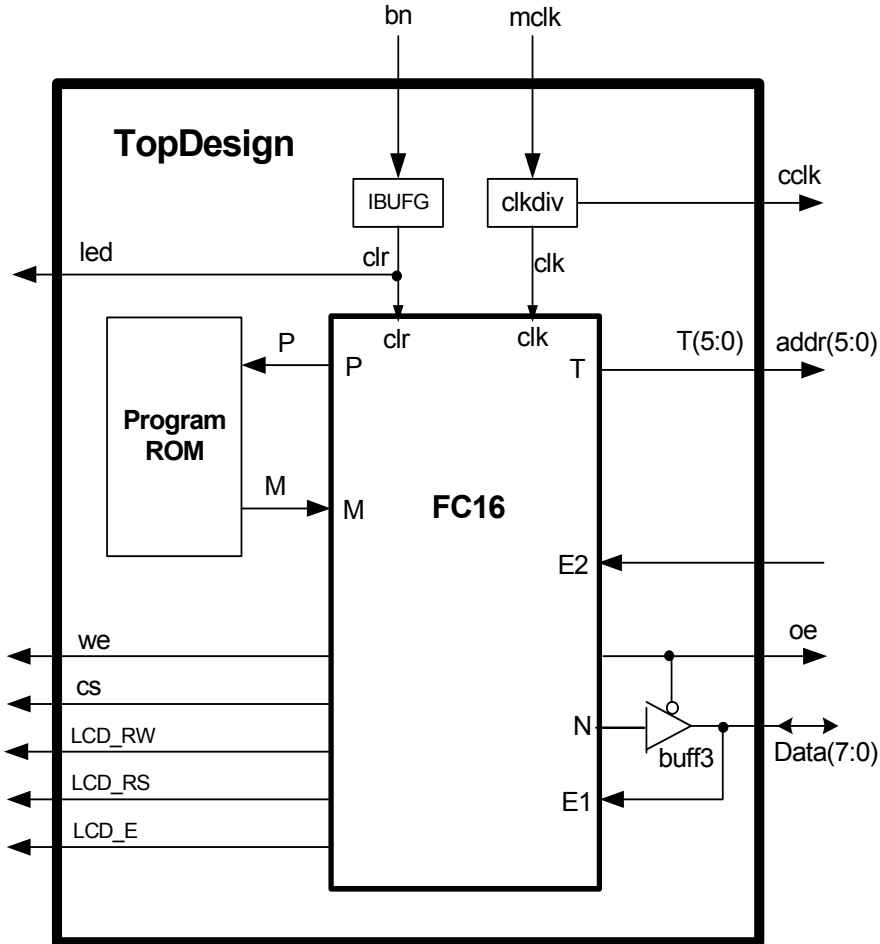 bn
mclk
TopDesign
IBUFG
clkdiv
cclk
led
clr
clk
clr
clk
P
P
T
T(5:0)
addr(5:0)
Program
ROM
M
M
FC16
E2
we
oe
cs
LCD_RW
N
buff3
Data(7:0)
LCD_RS
E1
LCD_E